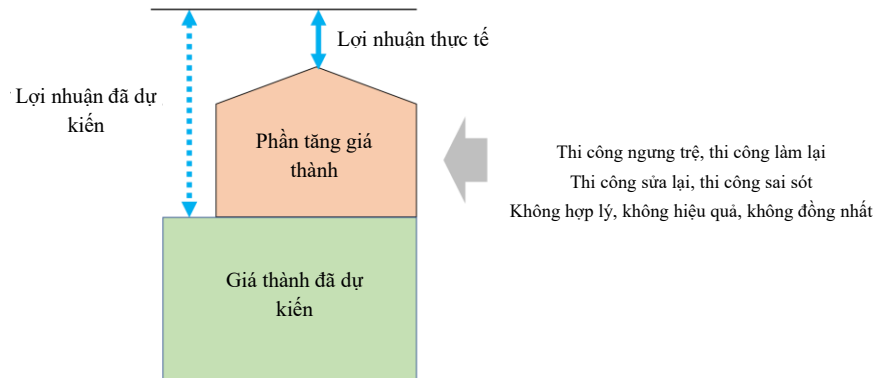 Lợi nhuận thực tế
Lợi nhuận đã dự
kiến
Phần tăng giá
thành
Thi công ngưng trệ, thi công làm lại
Thi công sửa lại, thi công sai sót
Không hợp lý, không hiệu quả, không đồng nhất
Giá thành đã dự
kiến